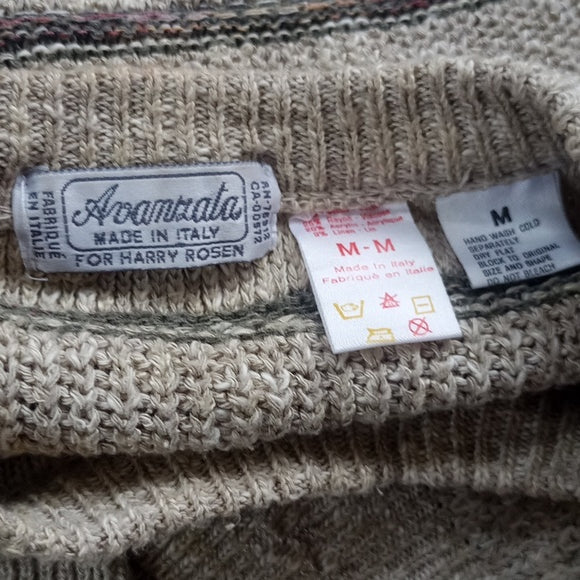 FABRIQUÉ
EN ITALIE
Avanzata
MADE IN ITALY
FOR HARRY ROSEN
M-M
Made in Italy
Fabriqué en Italie
M
HAND WASH COLD
SEPARATELY
DRY FLAT
BLOCK TO ORIGINAL
SIZE AND SHAPE
DO NOT BLEACH